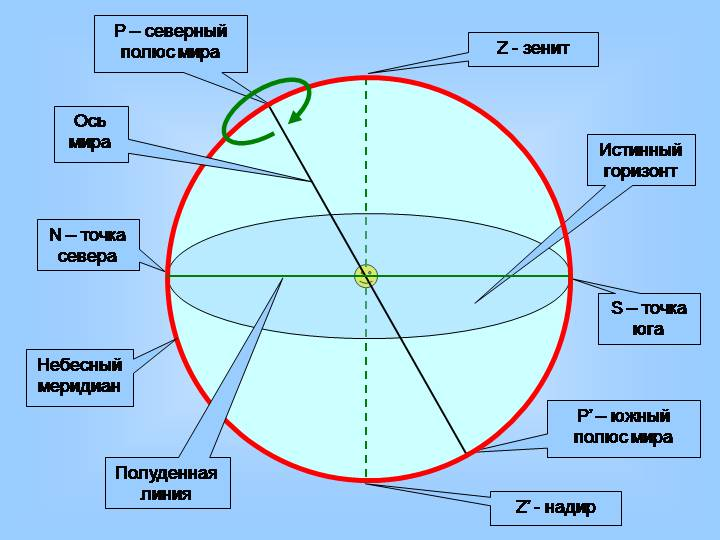 P – северный
полюс мира
Z - зенит
Ось
мира
Истинный
горизонт
N – точка
севера
S – точка
юга
Небесный
меридиан
P' – южный
полюс мира
Полуденная
линия
Z' - надир